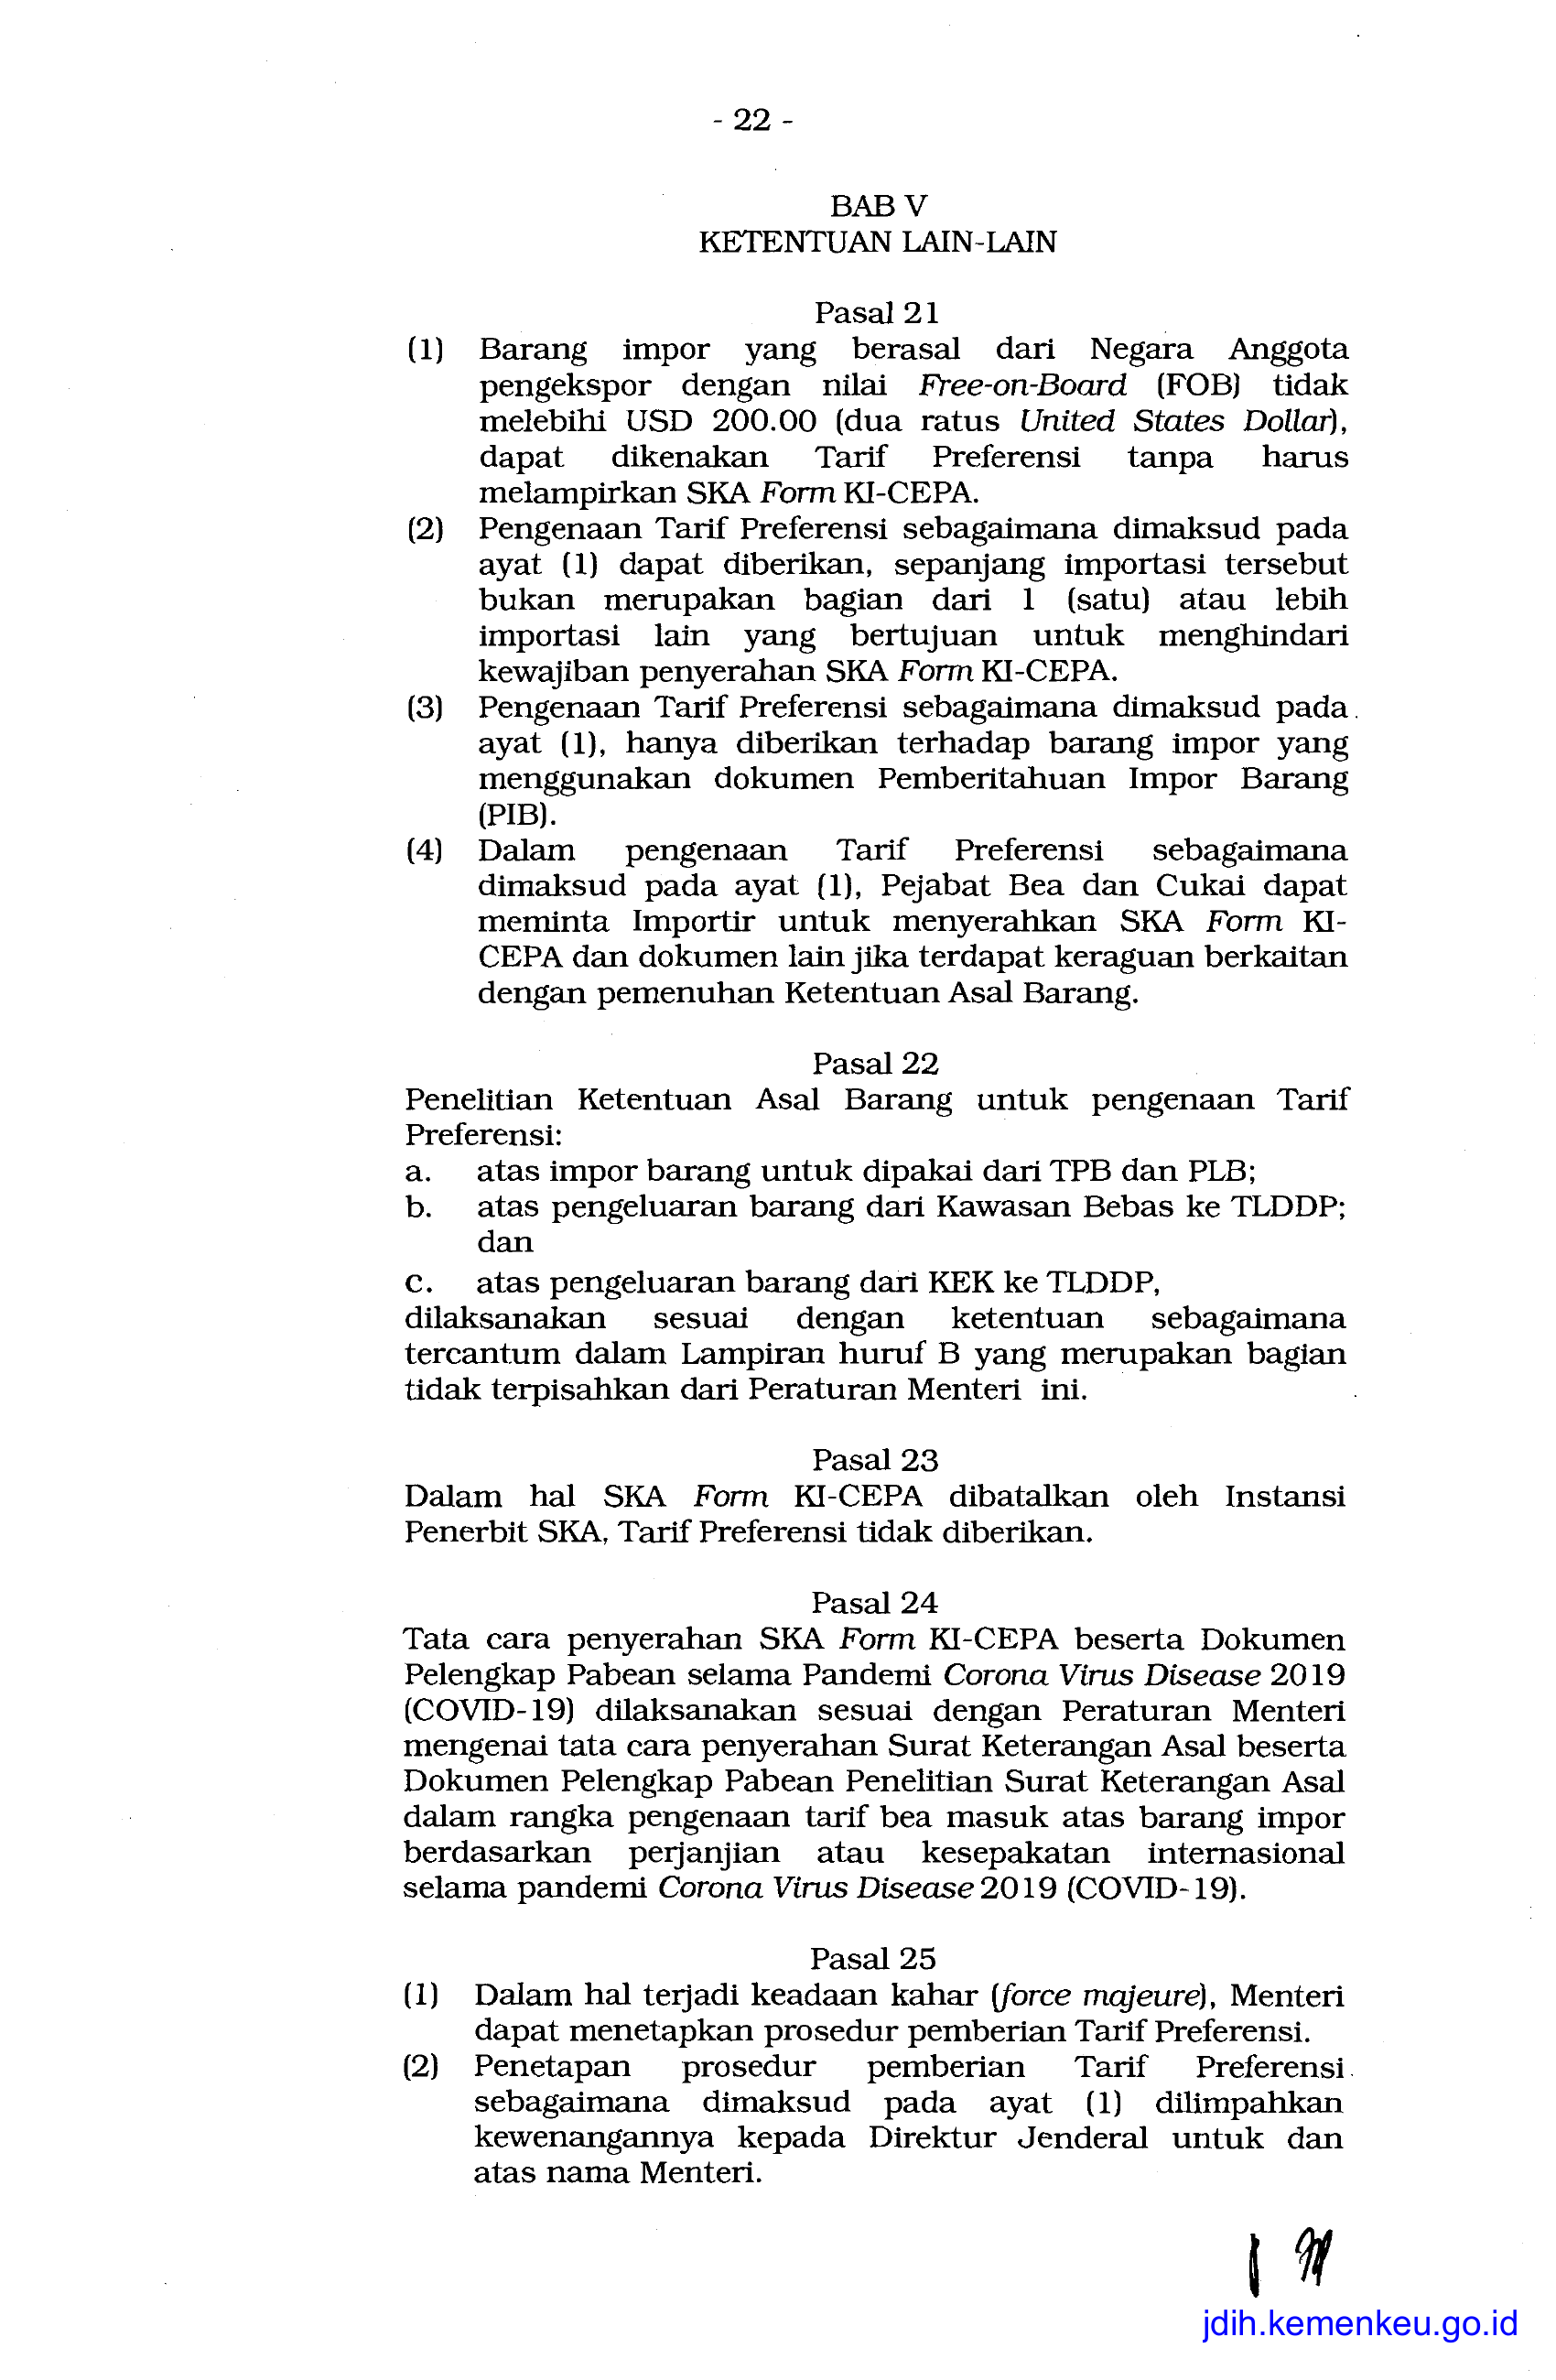 - 22 -
BAB V
KETENTUAN LAIN-LAIN
Pasal 21
(1) Barang impor yang berasal dari Negara Anggota
pengekspor dengan nilai Free-on-Board (FOB) tidak
melebihi USD 200.00 (dua ratus United States Dollar),
dapat dikenakan Tarif Preferensi tanpa harus
melampirkan SKA Form KI-CEPA.
(2) Pengenaan Tarif Preferensi sebagaimana dimaksud pada
ayat (1) dapat diberikan, sepanjang importasi tersebut
bukan merupakan bagian dari 1 (satu) atau lebih
importasi lain yang bertujuan untuk menghindari
kewajiban penyerahan SKA Form KI-CEPA.
(3) Pengenaan Tarif Preferensi sebagaimana dimaksud pada
ayat (1), hanya diberikan terhadap barang impor yang
menggunakan dokumen Pemberitahuan Impor Barang
(PIB).
(4) Dalam pengenaan Tarif Preferensi sebagaimana
dimaksud pada ayat (1), Pejabat Bea dan Cukai dapat
meminta Importir untuk menyerahkan SKA Form KI-
CEPA dan dokumen lain jika terdapat keraguan berkaitan
dengan pemenuhan Ketentuan Asal Barang.
Pasal 22
Penelitian Ketentuan Asal Barang untuk pengenaan Tarif
Preferensi:
a. atas impor barang untuk dipakai dari TPB dan PLB;
b. atas pengeluaran barang dari Kawasan Bebas ke TLDDP;
dan
c. atas pengeluaran barang dari KEK ke TLDDP,
dilaksanakan sesuai dengan ketentuan sebagaimana
tercantum dalam Lampiran huruf B yang merupakan bagian
tidak terpisahkan dari Peraturan Menteri ini.
Pasal 23
Dalam hal SKA Form KI-CEPA dibatalkan oleh Instansi
Penerbit SKA, Tarif Preferensi tidak diberikan.
Pasal 24
Tata cara penyerahan SKA Form KI-CEPA beserta Dokumen
Pelengkap Pabean selama Pandemi Corona Virus Disease 2019
(COVID-19) dilaksanakan sesuai dengan Peraturan Menteri
mengenai tata cara penyerahan Surat Keterangan Asal beserta
Dokumen Pelengkap Pabean Penelitian Surat Keterangan Asal
dalam rangka pengenaan tarif bea masuk atas barang impor
berdasarkan perjanjian atau kesepakatan internasional
selama pandemi Corona Virus Disease 2019 (COVID-19).
Pasal 25
(1) Dalam hal terjadi keadaan kahar (force majeure), Menteri
dapat menetapkan prosedur pemberian Tarif Preferensi.
(2) Penetapan prosedur pemberian Tarif Preferensi
sebagaimana dimaksud pada ayat (1) dilimpahkan
kewenangannya kepada Direktur Jenderal untuk dan
atas nama Menteri.
jdih.kemenkeu.go.id